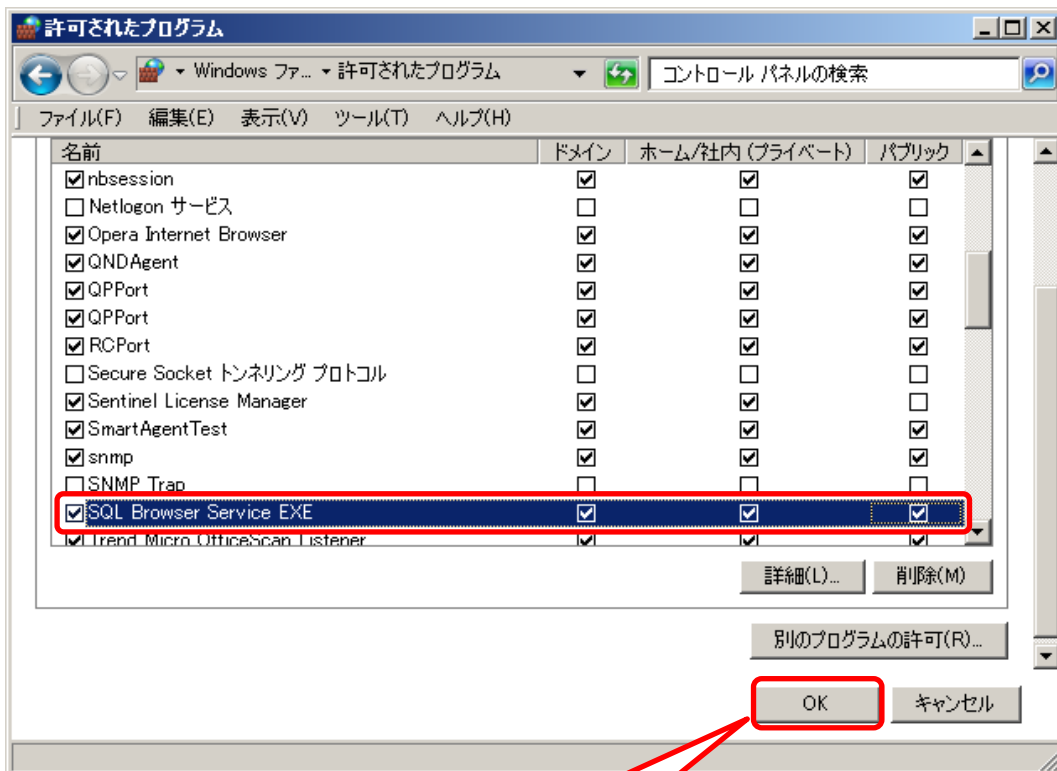 許可されたプログラム
Windows ファ... 許可されたプログラム コントロール パネルの検索
ファイル(F) 編集(E) 表示(V) ツール(T) ヘルプ(H)
名前 ドメイン ホーム/社内 (プライベート) パブリック
nbsession
Netlogon サービス
Opera Internet Browser
QNDAgent
QPPort
QPPort
RCPort
Secure Socket トンネリング プロトコル
Sentinel License Manager
SmartAgentTest
snmp
SNMP Trap
SQL Browser Service EXE
Trend Micro OfficeScan Listener
詳細(L)... 削除(M)
別のプログラムの許可(R)...
OK キャンセル